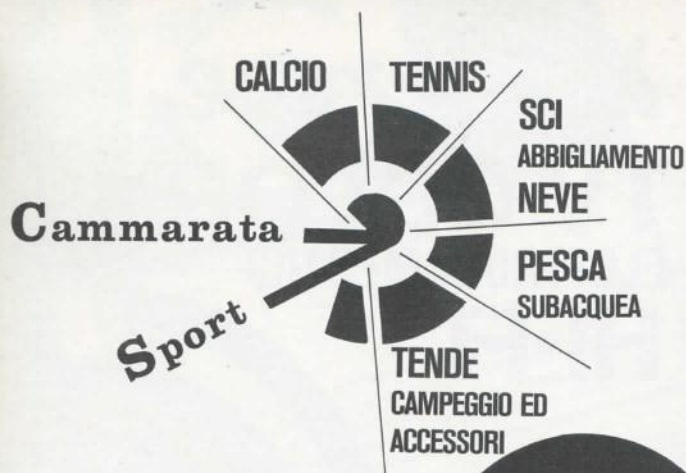 CALCIO
TENNIS
SCI
ABBIGLIAMENTO
NEVE
Cammarata
PESCA
SUBACQUEA
Sport
TENDE
CAMPEGGIO ED
ACCESSORI